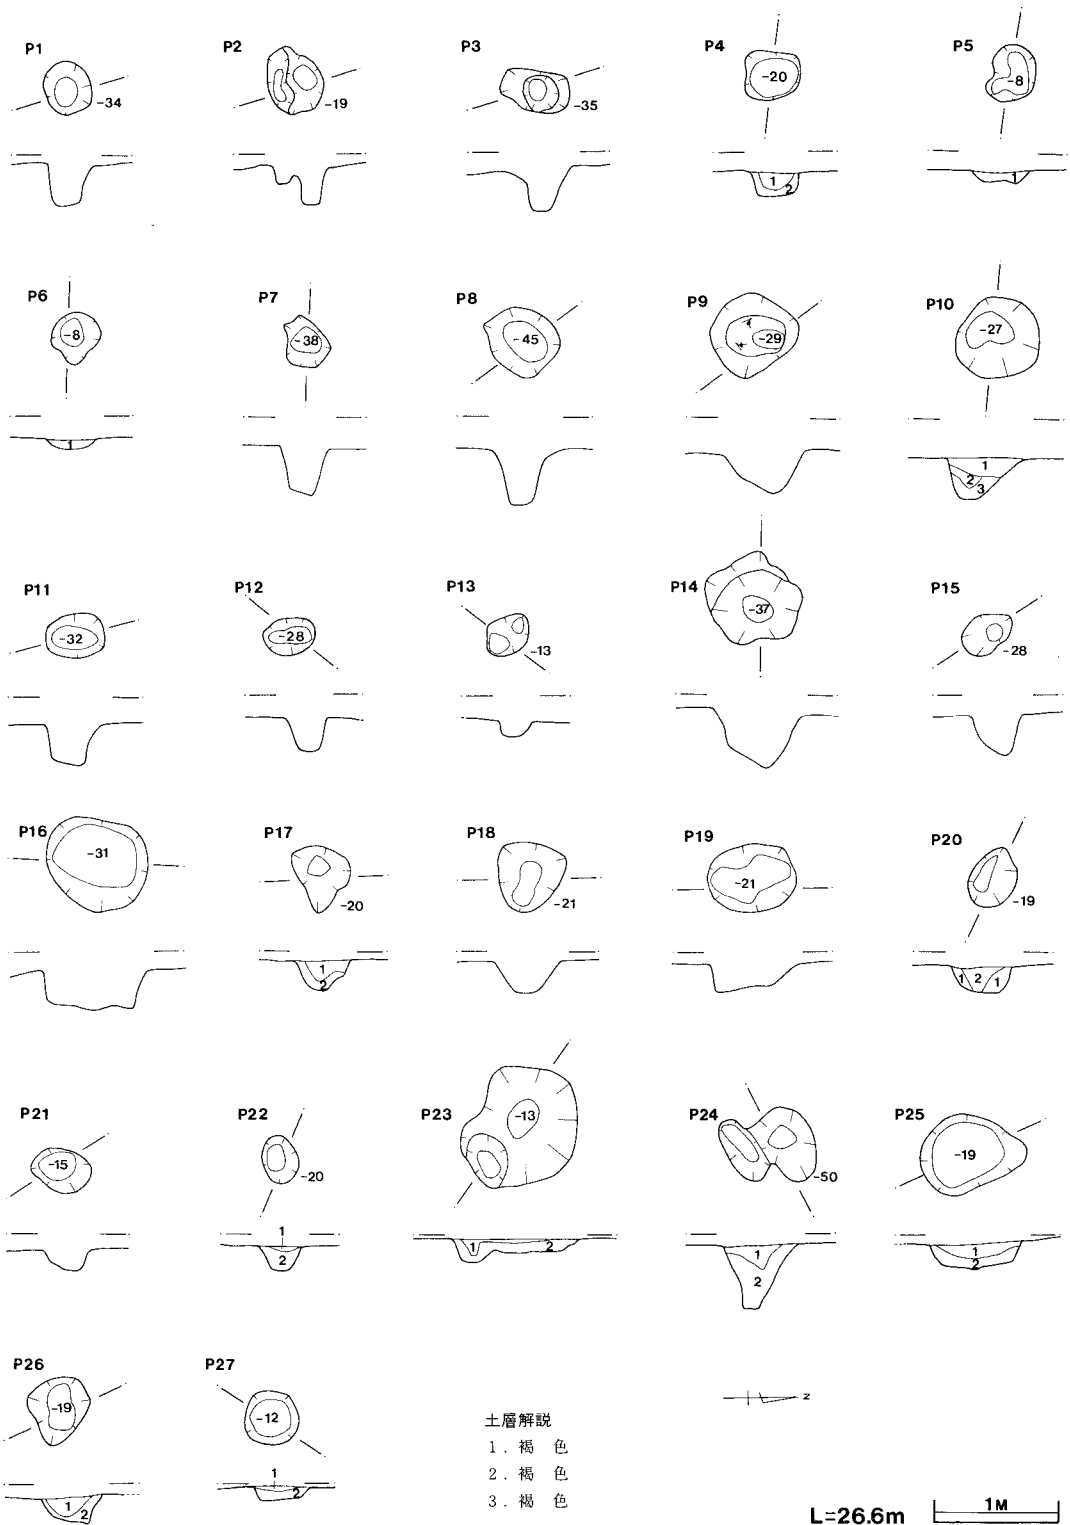 P1 P2 P3 P4 P5
-34 -19 -35 -20 -8
1 2 1
P6 P7 P8 P9 P10
-8 -38 -45 -29 -27
1 1 2 3
P11 P12 P13 P14 P15
-32 -28 -13 -37 -28
P16 P17 P18 P19 P20
-31 -20 -21 -21 -19
1 2 1 2 1
P21 P22 P23 P24 P25
-15 -20 -13 -50 -19
1 2 1 2 1 2 1 2
P26 P27
-19 -12
1 2 1 2
土層解説
1. 褐 色
2. 褐 色
3. 褐 色
N
L=26.6m
1M